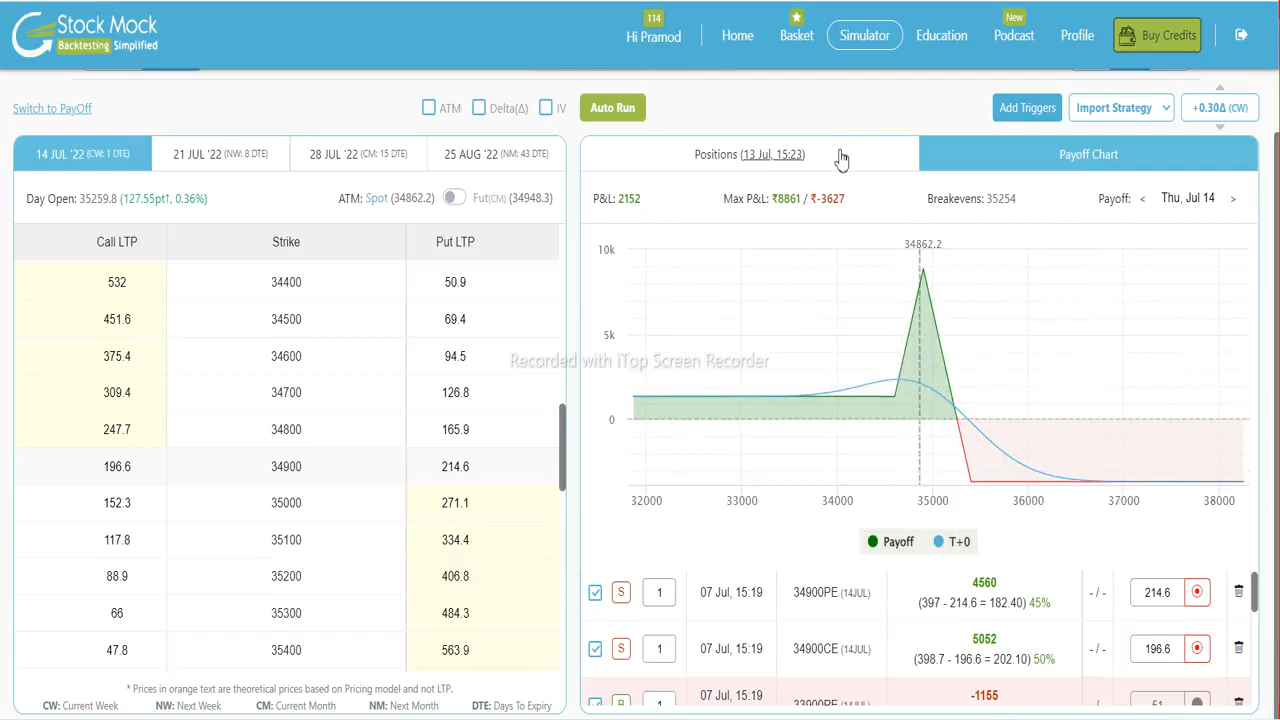 Stock Mock
Backtesting Simplified
114
Hi Pramod
Home
Basket
Simulator
Education
New
Podcast
Profile
Buy Credits
Switch to PayOff
ATM
Delta(Δ)
IV
Auto Run
Add Triggers
Import Strategy
+0.30Δ (CW)
14 JUL '22 (CW: 1 DTE)
21 JUL '22 (NW: 8 DTE)
28 JUL '22 (CM: 15 DTE)
25 AUG '22 (NM: 43 DTE)
Day Open: 35259.8 (127.55pt↑, 0.36%)
ATM: Spot (34862.2)
Fut(CM) (34948.3)
Call LTP Strike Put LTP
532 34400 50.9
451.6 34500 69.4
375.4 34600 94.5
309.4 34700 126.8
247.7 34800 165.9
196.6 34900 214.6
152.3 35000 271.1
117.8 35100 334.4
88.9 35200 406.8
66 35300 484.3
47.8 35400 563.9
* Prices in orange text are theoretical prices based on Pricing model and not LTP.
CW: Current Week NW: Next Week CM: Current Month NM: Next Month DTE: Days To Expiry
Positions (13 Jul, 15:23)
Payoff Chart
P&L: 2152
Max P&L: ₹8861 / ₹-3627
Breakevens: 35254
Payoff: < Thu, Jul 14 >
34862.2
10k
5k
0
32000 33000 34000 35000 36000 37000 38000
Payoff
T+0
Recorded with iTop Screen Recorder
S 1 07 Jul, 15:19 34900PE (14JUL) 4560 - / - 214.6
(397 - 214.6 = 182.40) 45%
S 1 07 Jul, 15:19 34900CE (14JUL) 5052 - / - 196.6
(398.7 - 196.6 = 202.10) 50%
07 Jul, 15:19 -1155